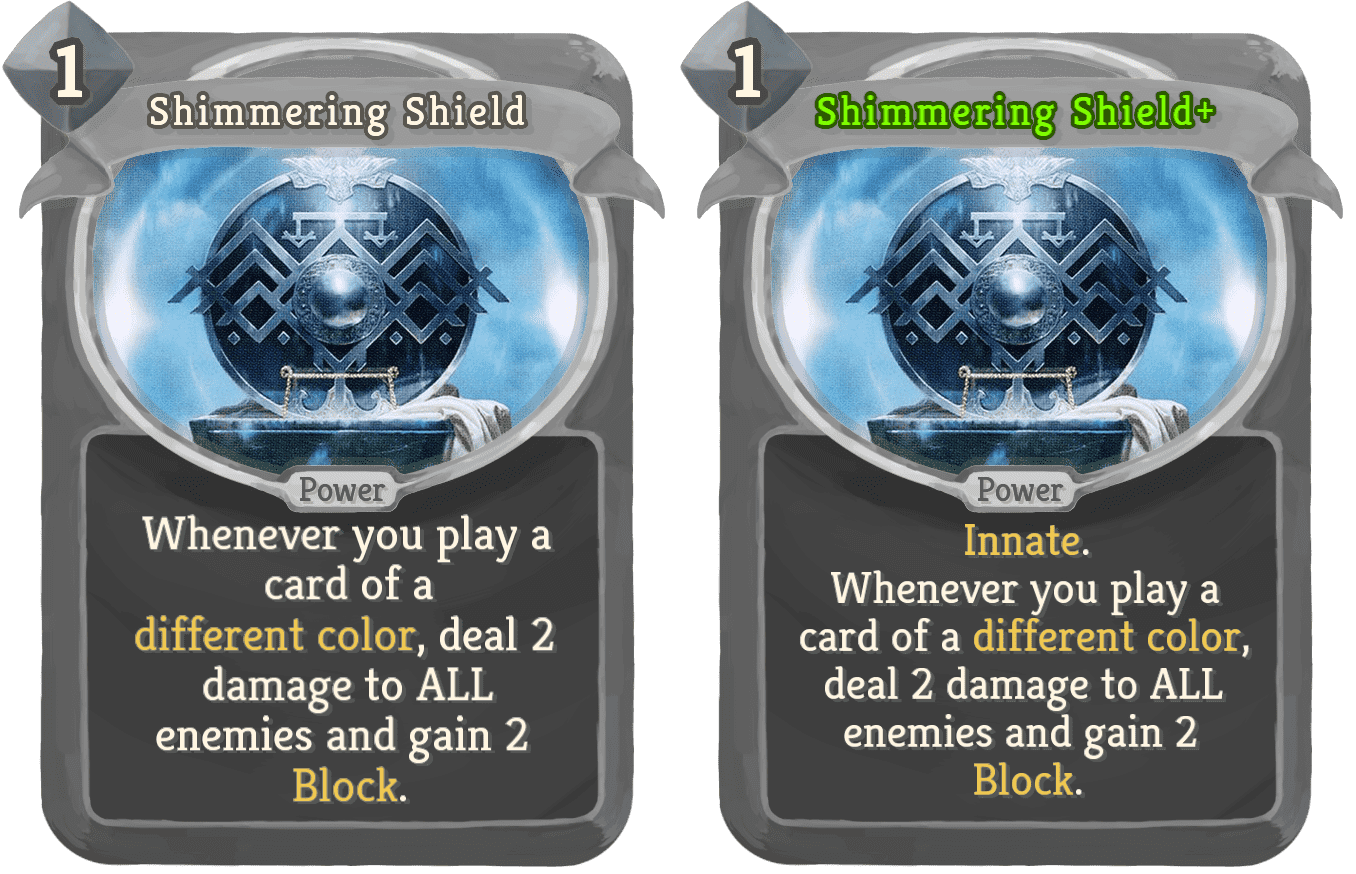 1
Shimmering Shield
Power
Whenever you play a
card of a
different color, deal 2
damage to ALL
enemies and gain 2
Block.
1
Shimmering Shield+
Power
Innate.
Whenever you play a
card of a different color,
deal 2 damage to ALL
enemies and gain 2
Block.